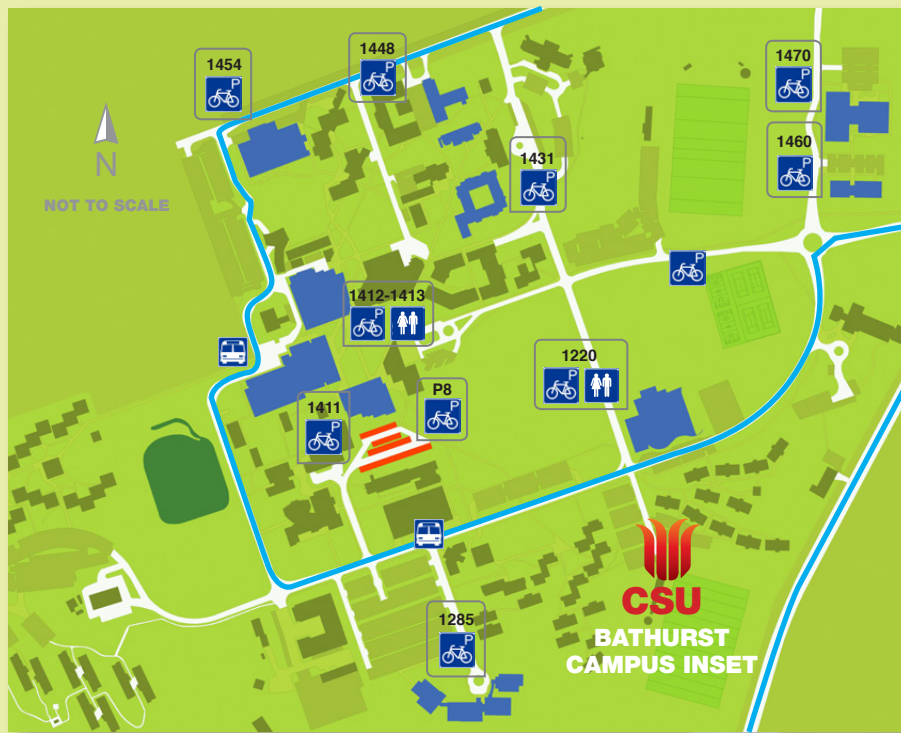 1448
1454
1470
P
P
P
1460
P
1431
P
N
NOT TO SCALE
P
1412-1413
P
1220
P
P8
P
1411
P
CSU
BATHURST
CAMPUS INSET
1285
P